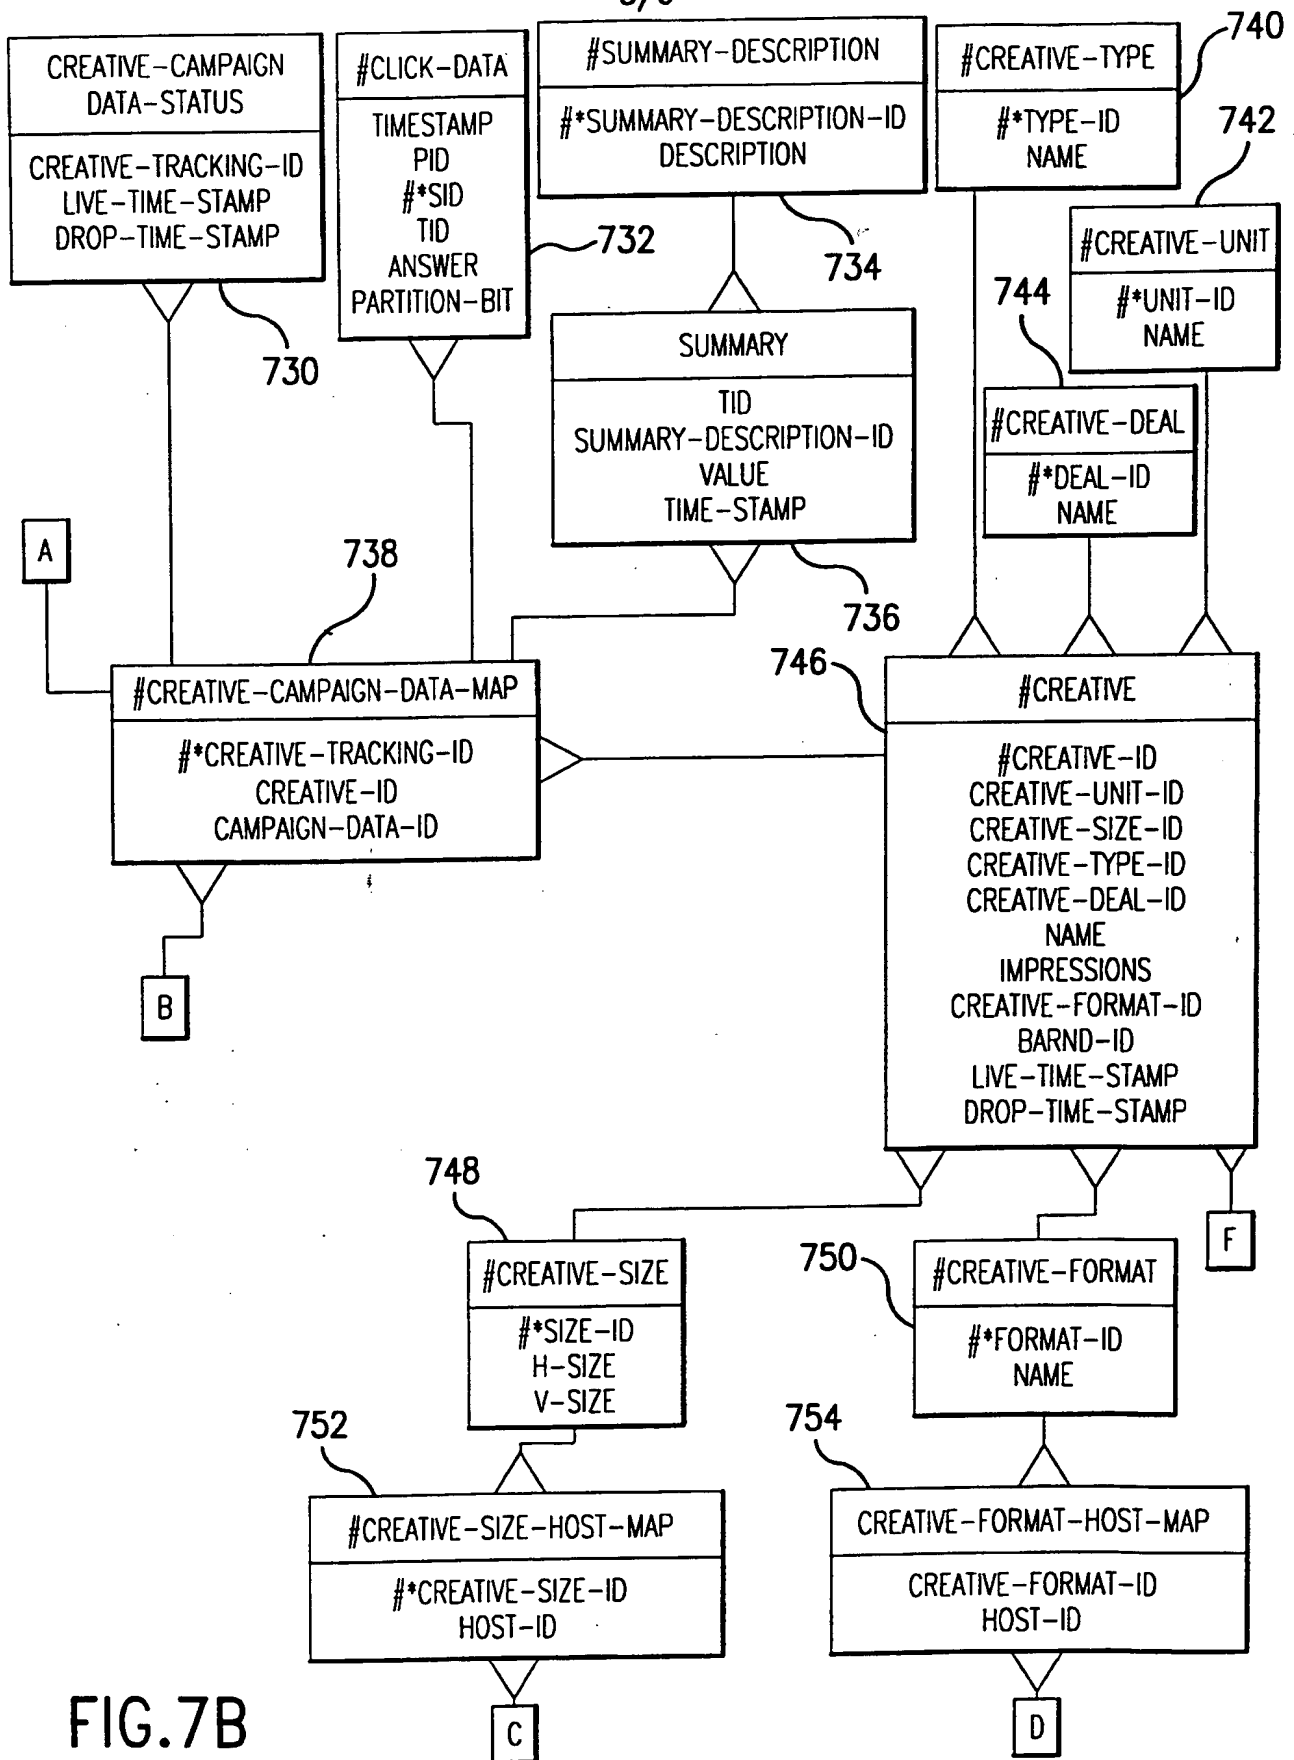 CREATIVE-CAMPAIGN
DATA-STATUS
CREATIVE-TRACKING-ID
LIVE-TIME-STAMP
DROP-TIME-STAMP
730
#CLICK-DATA
TIMESTAMP
PID
#*SID
TID
ANSWER
PARTITION-BIT
732
#SUMMARY-DESCRIPTION
#*SUMMARY-DESCRIPTION-ID
DESCRIPTION
734
#CREATIVE-TYPE
#*TYPE-ID
NAME
740
742
#CREATIVE-UNIT
#*UNIT-ID
NAME
744
#CREATIVE-DEAL
#*DEAL-ID
NAME
SUMMARY
TID
SUMMARY-DESCRIPTION-ID
VALUE
TIME-STAMP
736
A
738
#CREATIVE-CAMPAIGN-DATA-MAP
#*CREATIVE-TRACKING-ID
CREATIVE-ID
CAMPAIGN-DATA-ID
B
746
#CREATIVE
#CREATIVE-ID
CREATIVE-UNIT-ID
CREATIVE-SIZE-ID
CREATIVE-TYPE-ID
CREATIVE-DEAL-ID
NAME
IMPRESSIONS
CREATIVE-FORMAT-ID
BARND-ID
LIVE-TIME-STAMP
DROP-TIME-STAMP
F
748
#CREATIVE-SIZE
#*SIZE-ID
H-SIZE
V-SIZE
750
#CREATIVE-FORMAT
#*FORMAT-ID
NAME
752
#CREATIVE-SIZE-HOST-MAP
#*CREATIVE-SIZE-ID
HOST-ID
C
754
CREATIVE-FORMAT-HOST-MAP
CREATIVE-FORMAT-ID
HOST-ID
D
FIG.7B